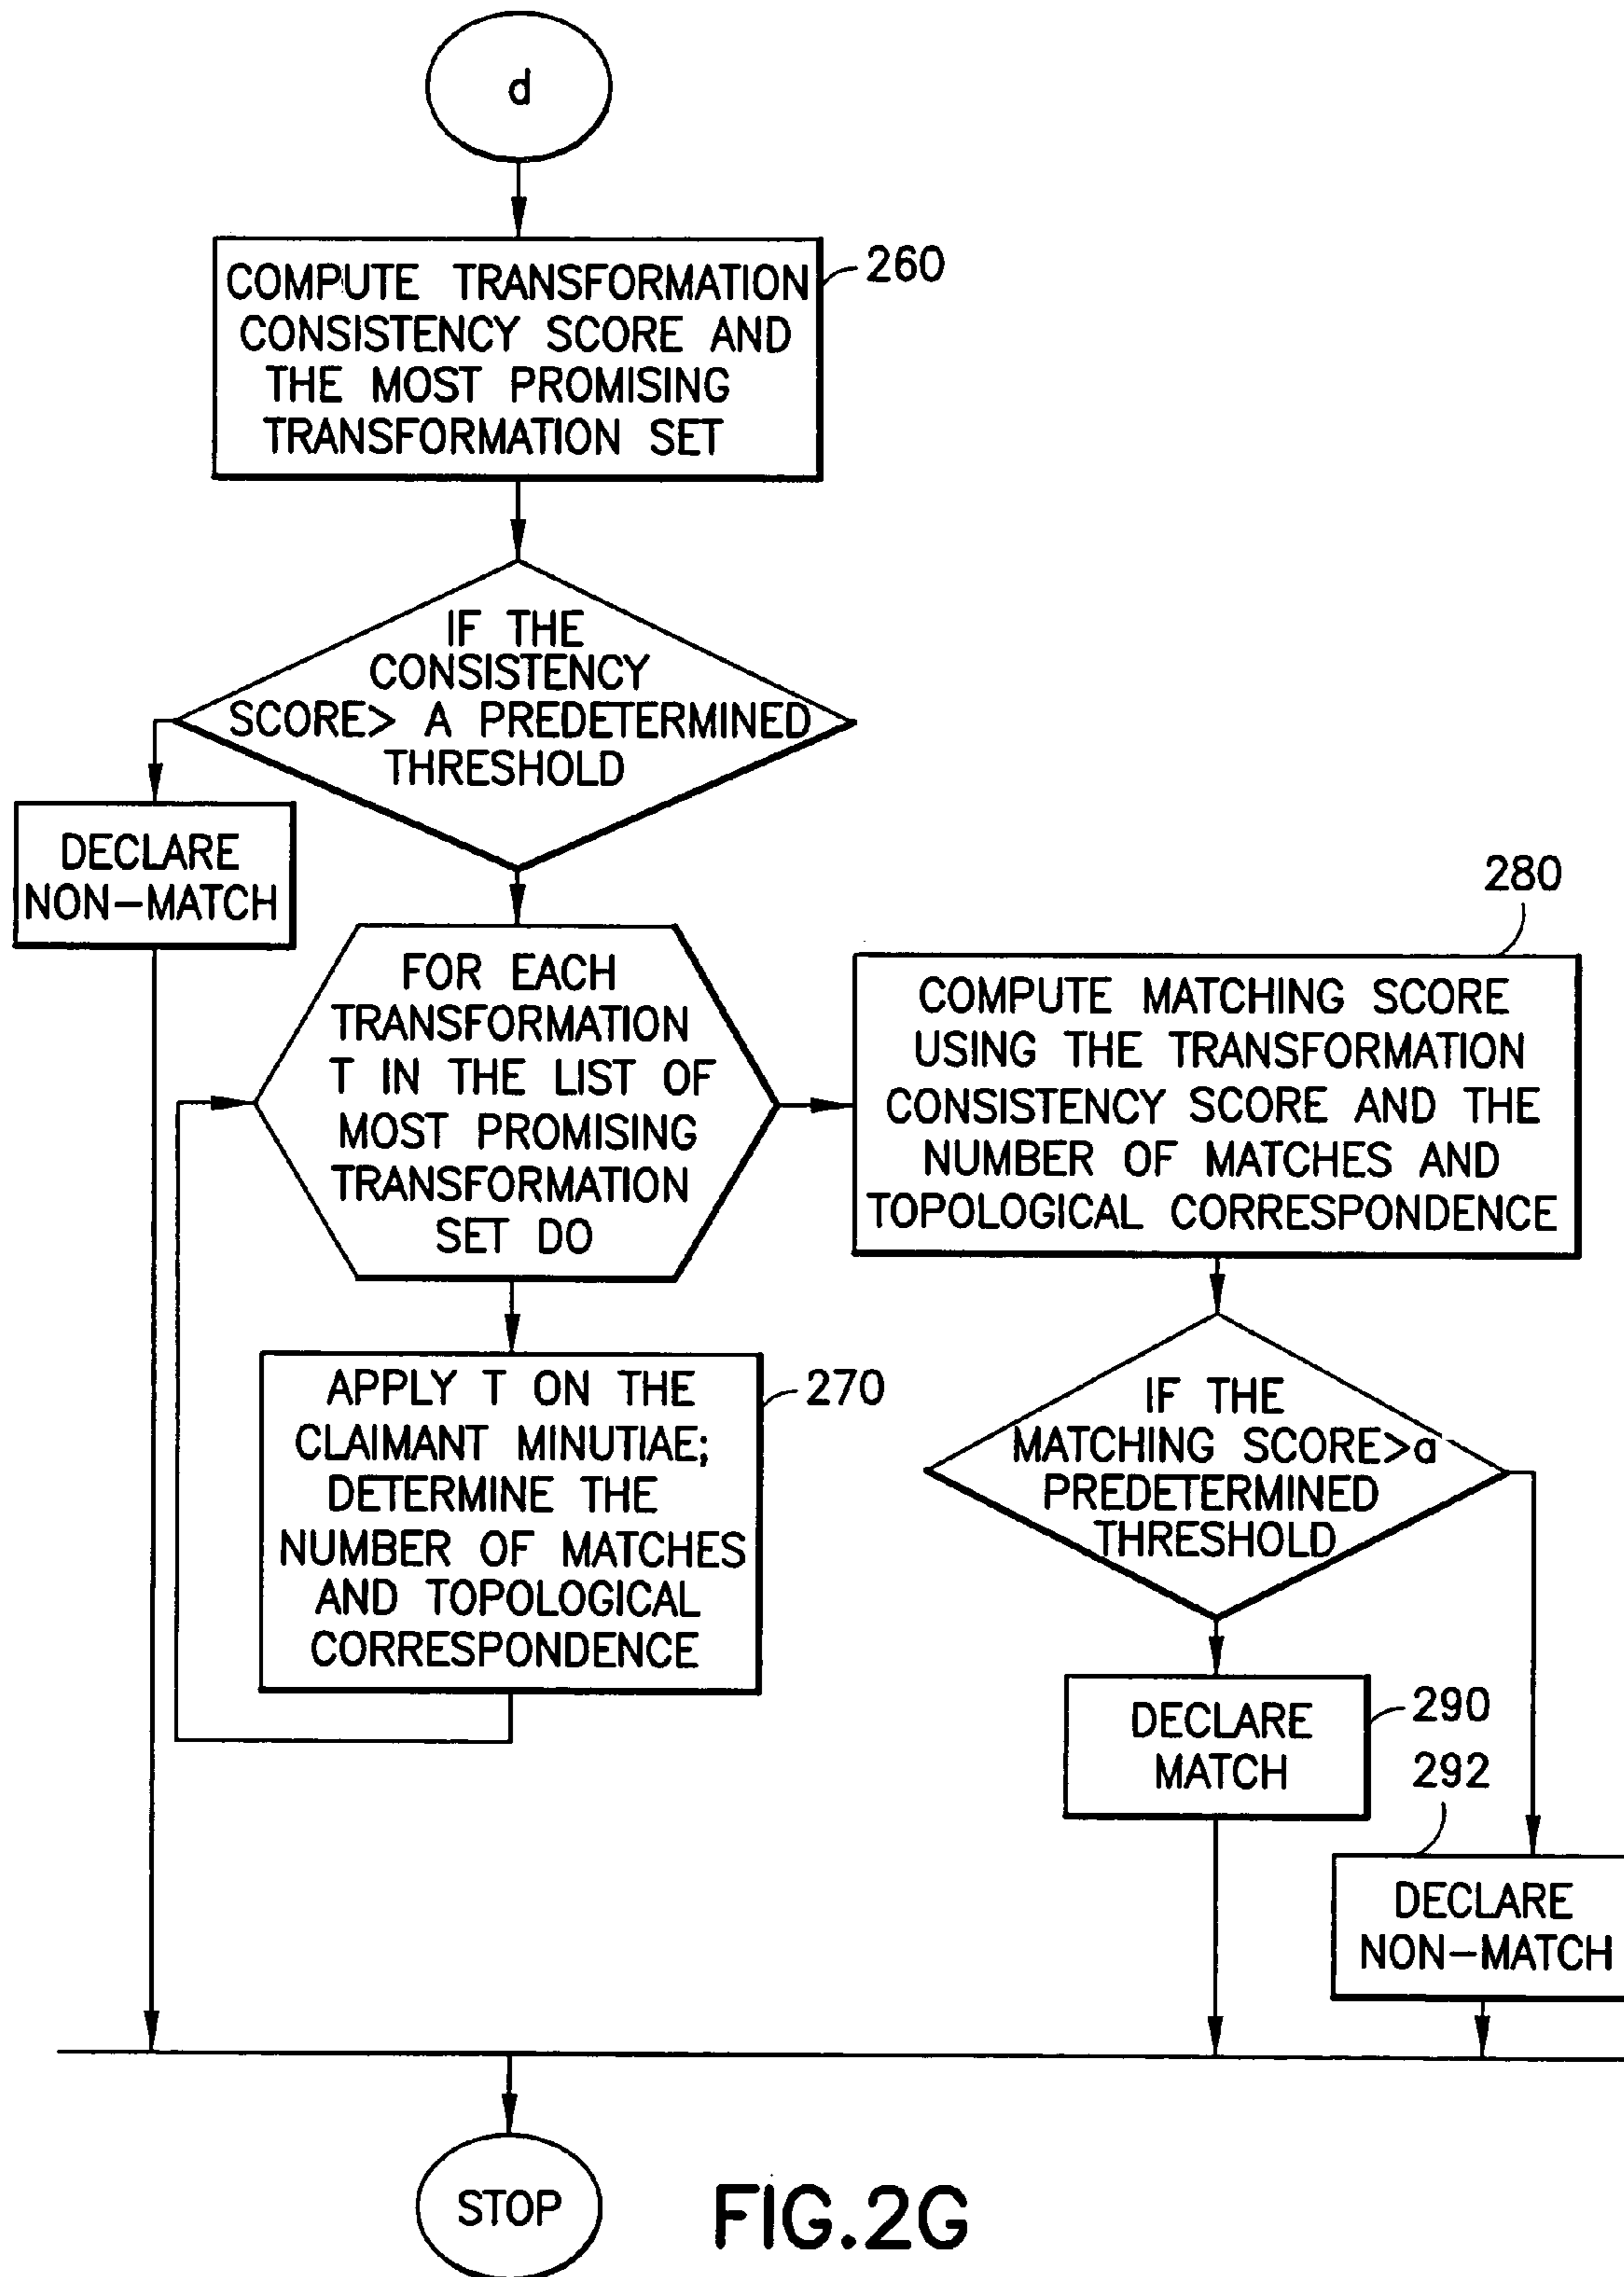 d
COMPUTE TRANSFORMATION
CONSISTENCY SCORE AND
THE MOST PROMISING
TRANSFORMATION SET
260
IF THE
CONSISTENCY
SCORE> A PREDETERMINED
THRESHOLD
DECLARE
NON-MATCH
FOR EACH
TRANSFORMATION
T IN THE LIST OF
MOST PROMISING
TRANSFORMATION
SET DO
280
COMPUTE MATCHING SCORE
USING THE TRANSFORMATION
CONSISTENCY SCORE AND THE
NUMBER OF MATCHES AND
TOPOLOGICAL CORRESPONDENCE
APPLY T ON THE
CLAIMANT MINUTIAE;
DETERMINE THE
NUMBER OF MATCHES
AND TOPOLOGICAL
CORRESPONDENCE
270
IF THE
MATCHING SCORE>a
PREDETERMINED
THRESHOLD
DECLARE
MATCH
290
292
DECLARE
NON-MATCH
STOP
FIG.2G